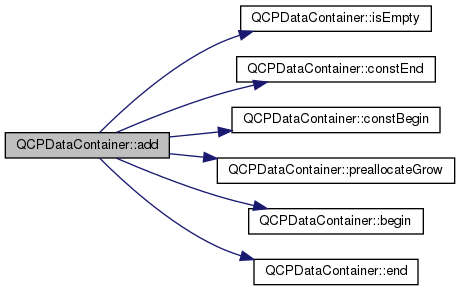 QCPDataContainer::isEmpty
QCPDataContainer::constEnd
QCPDataContainer::constBegin
QCPDataContainer::add
QCPDataContainer::preallocateGrow
QCPDataContainer::begin
QCPDataContainer::end